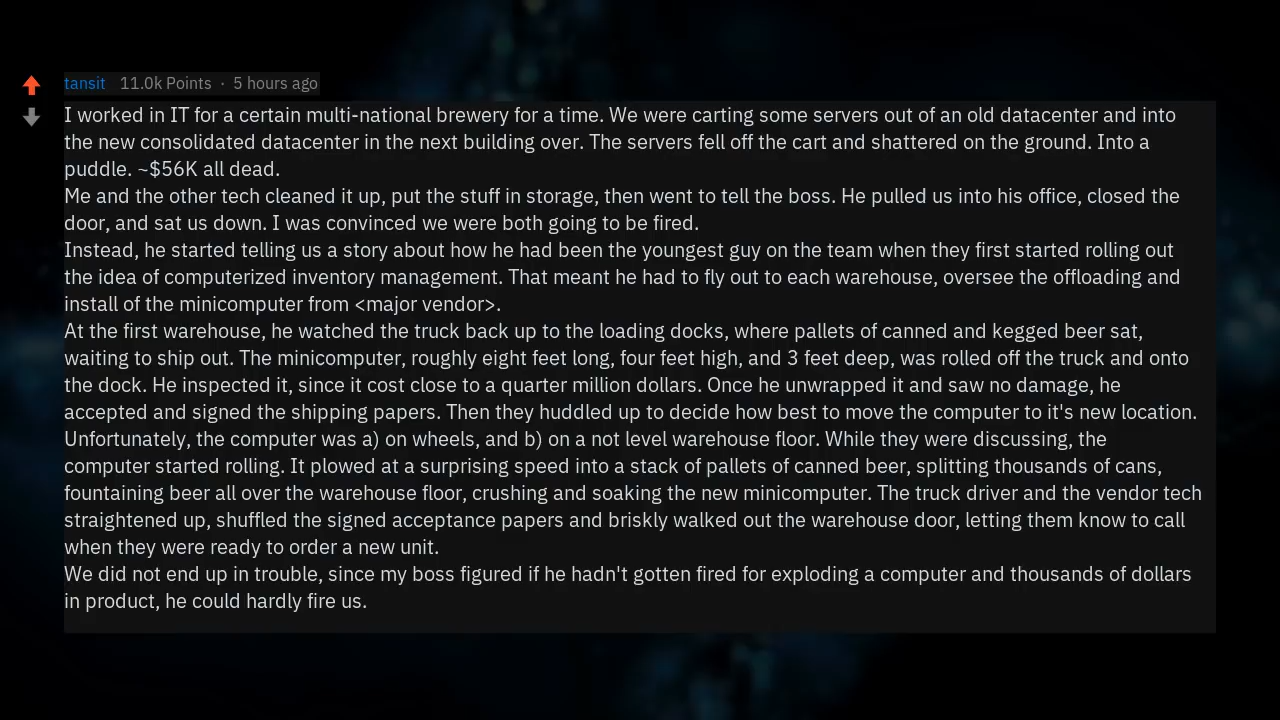 tansit 11.0k Points · 5 hours ago
I worked in IT for a certain multi-national brewery for a time. We were carting some servers out of an old datacenter and into
the new consolidated datacenter in the next building over. The servers fell off the cart and shattered on the ground. Into a
puddle. ~$56K all dead.
Me and the other tech cleaned it up, put the stuff in storage, then went to tell the boss. He pulled us into his office, closed the
door, and sat us down. I was convinced we were both going to be fired.
Instead, he started telling us a story about how he had been the youngest guy on the team when they first started rolling out
the idea of computerized inventory management. That meant he had to fly out to each warehouse, oversee the offloading and
install of the minicomputer from <major vendor>.
At the first warehouse, he watched the truck back up to the loading docks, where pallets of canned and kegged beer sat,
waiting to ship out. The minicomputer, roughly eight feet long, four feet high, and 3 feet deep, was rolled off the truck and onto
the dock. He inspected it, since it cost close to a quarter million dollars. Once he unwrapped it and saw no damage, he
accepted and signed the shipping papers. Then they huddled up to decide how best to move the computer to it's new location.
Unfortunately, the computer was a) on wheels, and b) on a not level warehouse floor. While they were discussing, the
computer started rolling. It plowed at a surprising speed into a stack of pallets of canned beer, splitting thousands of cans,
fountaining beer all over the warehouse floor, crushing and soaking the new minicomputer. The truck driver and the vendor tech
straightened up, shuffled the signed acceptance papers and briskly walked out the warehouse door, letting them know to call
when they were ready to order a new unit.
We did not end up in trouble, since my boss figured if he hadn't gotten fired for exploding a computer and thousands of dollars
in product, he could hardly fire us.